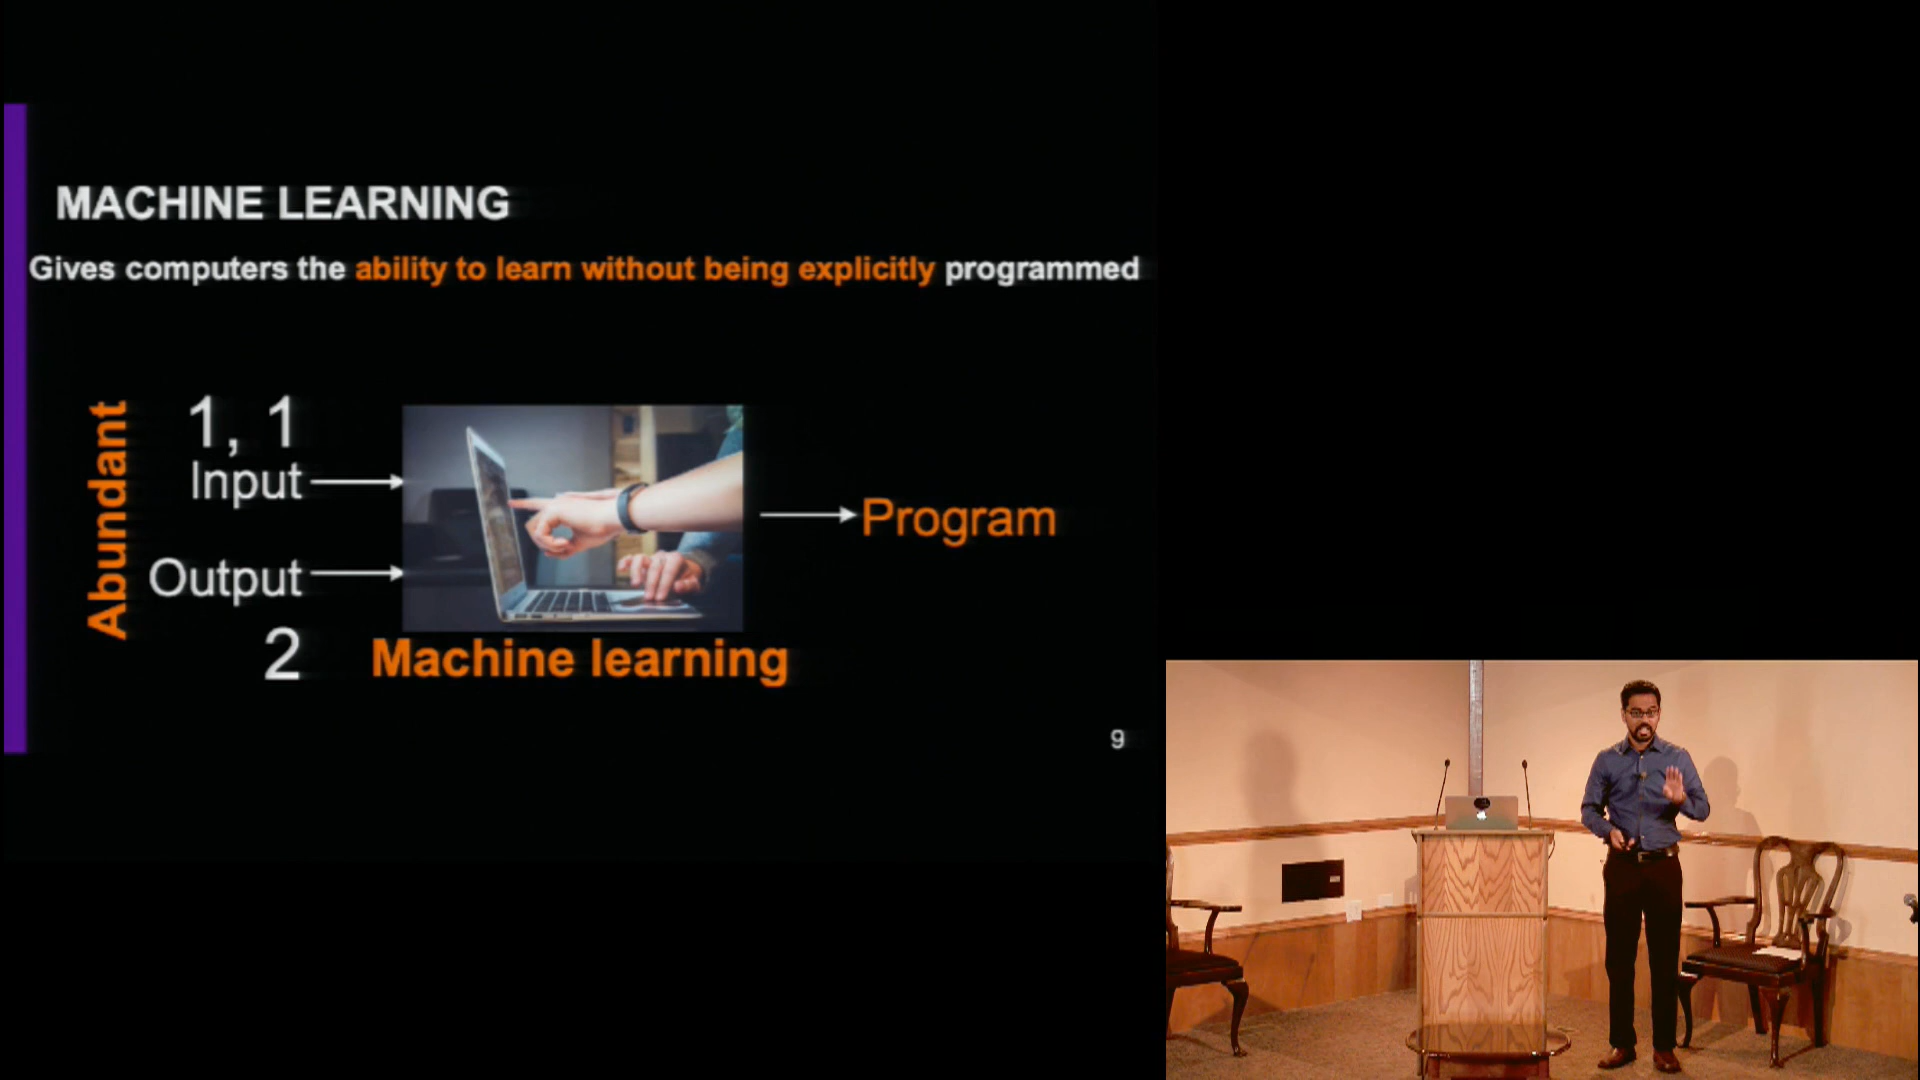 MACHINE LEARNING
Gives computers the ability to learn without being explicitly programmed
Abundant
1, 1
Input
Output
2
Program
Machine learning
9